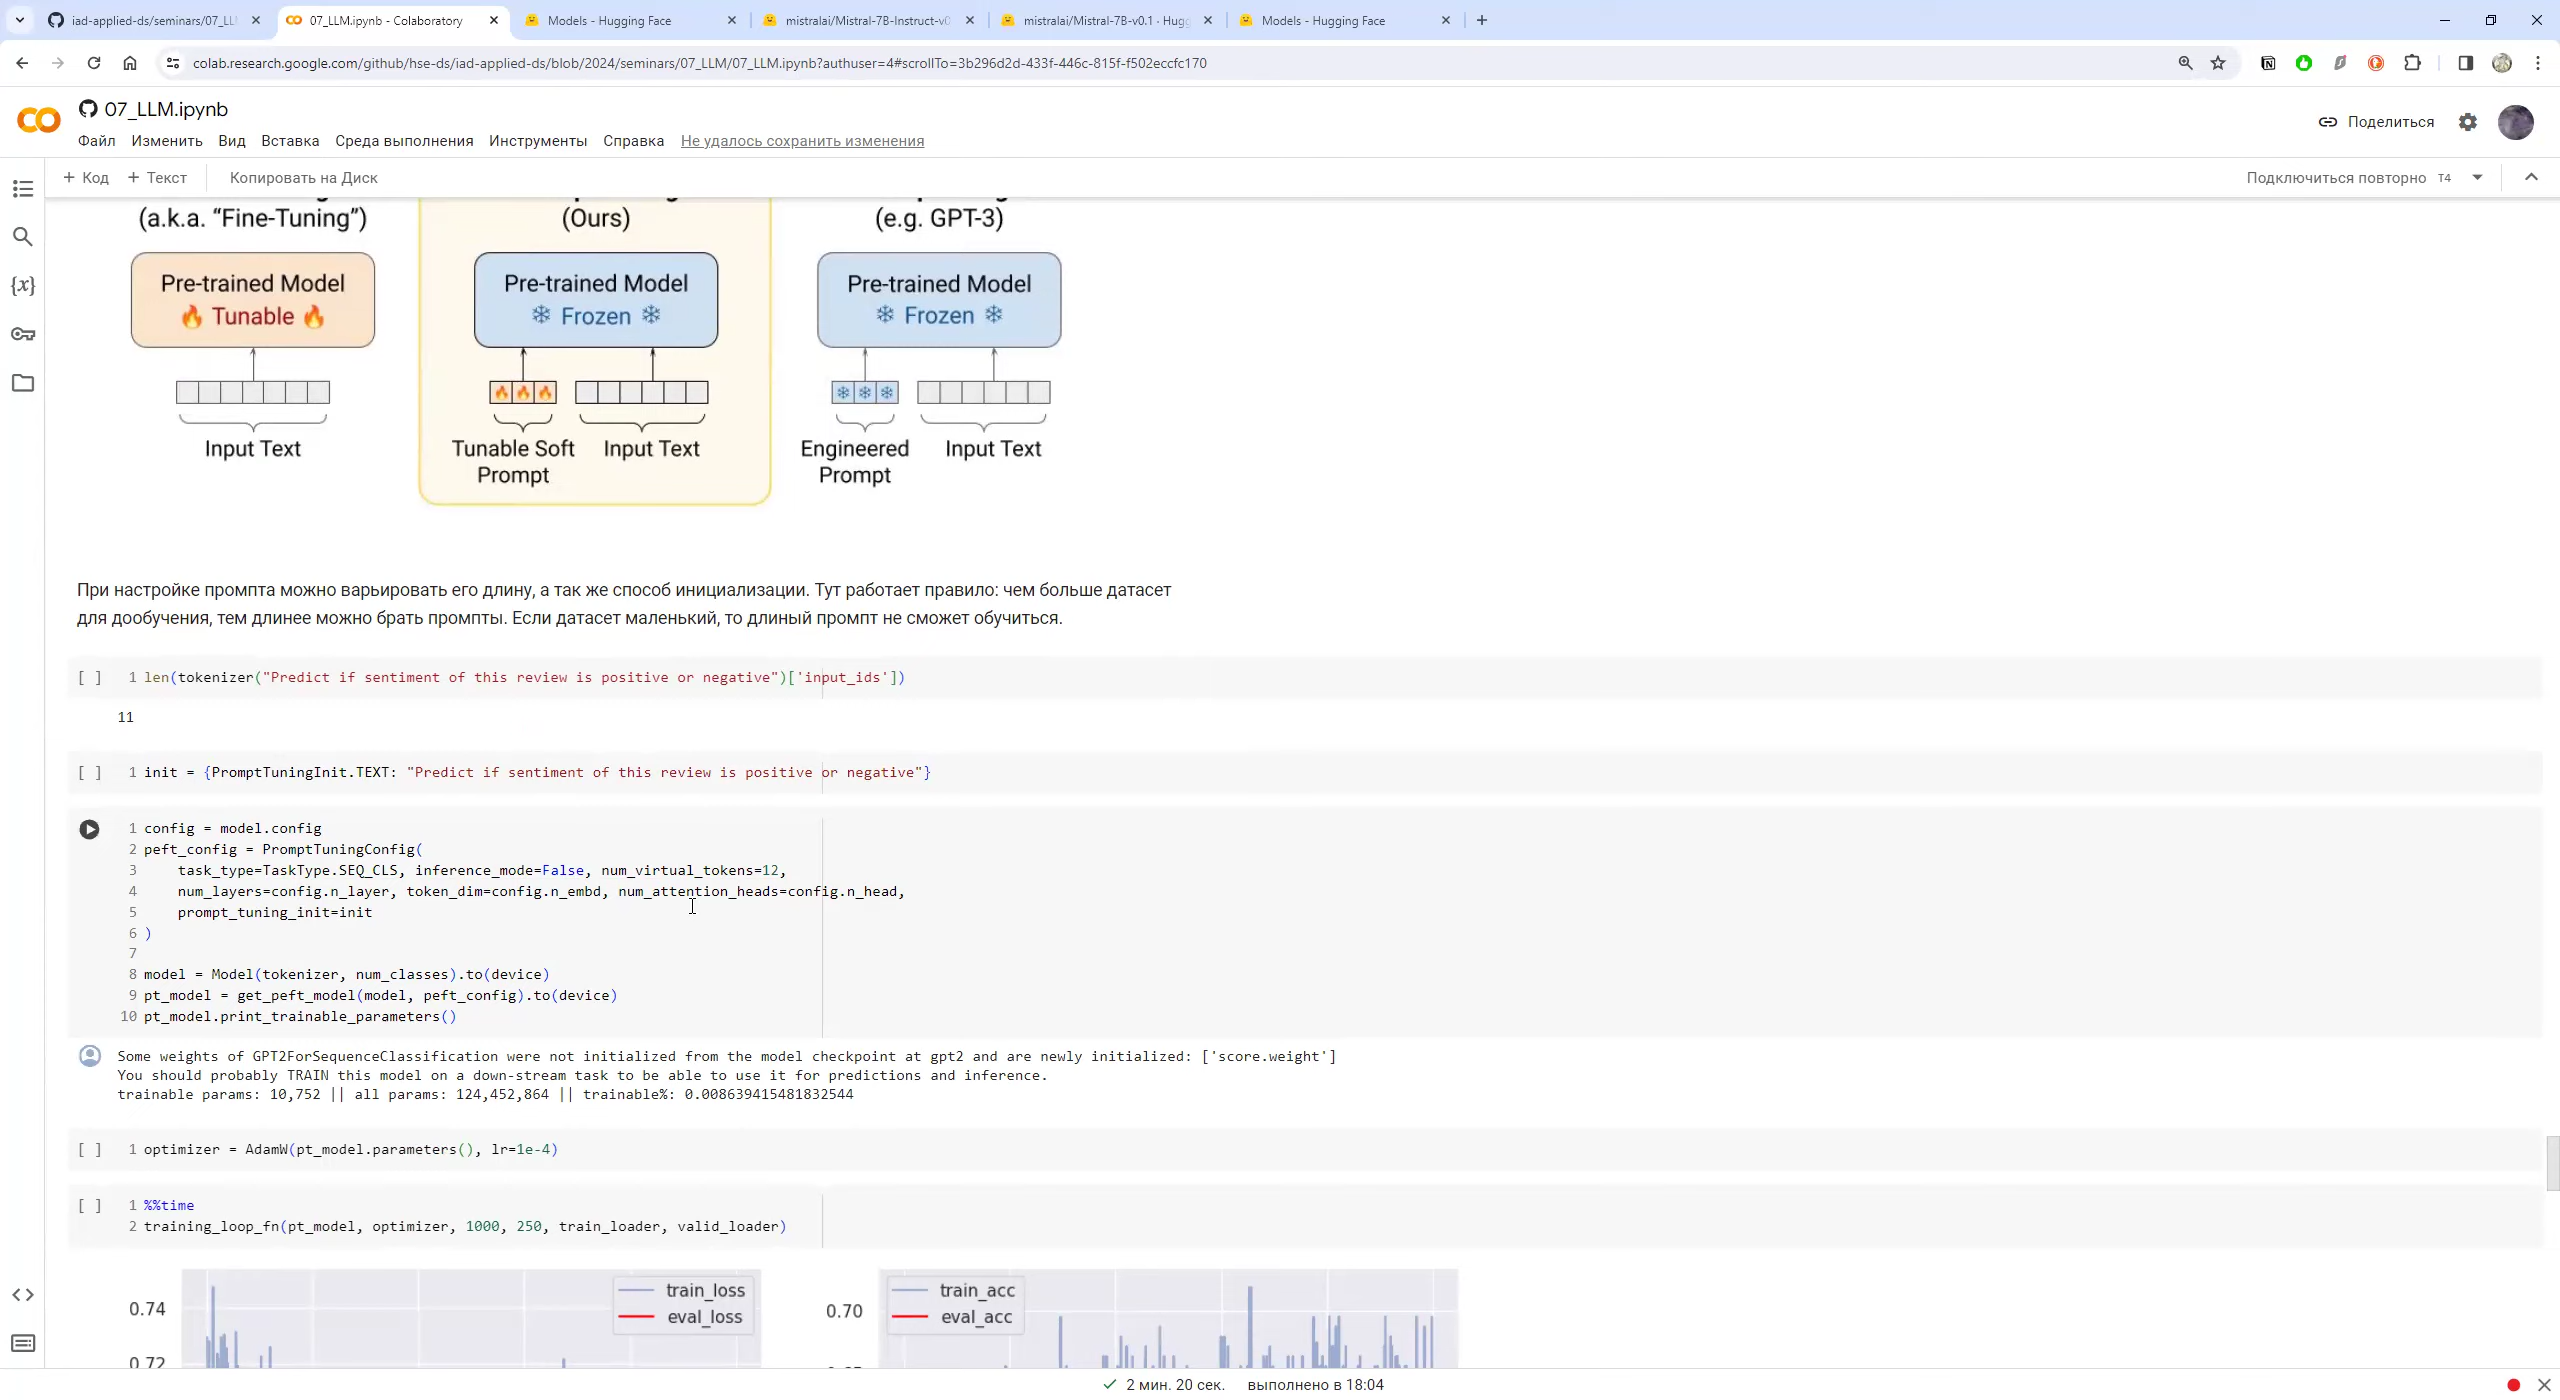 iad-applied-ds/seminars/07_LL
07_LLM.ipynb - Colaboratory
Models - Hugging Face
mistralai/Mistral-7B-Instruct-v0
mistralai/Mistral-7B-v0.1 · Hugg
Models - Hugging Face
colab.research.google.com/github/hse-ds/iad-applied-ds/blob/2024/seminars/07_LLM/07_LLM.ipynb?authuser=4#scrollTo=3b296d2d-433f-446c-815f-f502eccfc170
07_LLM.ipynb
Поделиться
Файл Изменить Вид Вставка Среда выполнения Инструменты Справка Не удалось сохранить изменения
+ Код + Текст Копировать на Диск
Подключиться повторно T4
(a.k.a. “Fine-Tuning”)
(Ours)
(e.g. GPT-3)
Pre-trained Model
Tunable
Pre-trained Model
Frozen
Pre-trained Model
Frozen
Input Text
Tunable Soft Prompt
Input Text
Engineered Prompt
Input Text
При настройке промпта можно варьировать его длину, а так же способ инициализации. Тут работает правило: чем больше датасет
для дообучения, тем длинее можно брать промпты. Если датасет маленький, то длиный промпт не сможет обучиться.
[ ] 1 len(tokenizer("Predict if sentiment of this review is positive or negative")['input_ids'])
11
[ ] 1 init = {PromptTuningInit.TEXT: "Predict if sentiment of this review is positive or negative"}
1 config = model.config
2 peft_config = PromptTuningConfig(
3 task_type=TaskType.SEQ_CLS, inference_mode=False, num_virtual_tokens=12,
4 num_layers=config.n_layer, token_dim=config.n_embd, num_attention_heads=config.n_head,
5 prompt_tuning_init=init
6 )
7
8 model = Model(tokenizer, num_classes).to(device)
9 pt_model = get_peft_model(model, peft_config).to(device)
10 pt_model.print_trainable_parameters()
Some weights of GPT2ForSequenceClassification were not initialized from the model checkpoint at gpt2 and are newly initialized: ['score.weight']
You should probably TRAIN this model on a down-stream task to be able to use it for predictions and inference.
trainable params: 10,752 || all params: 124,452,864 || trainable%: 0.008639415481832544
[ ] 1 optimizer = AdamW(pt_model.parameters(), lr=1e-4)
[ ] 1 %%time
2 training_loop_fn(pt_model, optimizer, 1000, 250, train_loader, valid_loader)
0.74
0.72
train_loss
eval_loss
0.70
train_acc
eval_acc
2 мин. 20 сек. выполнено в 18:04